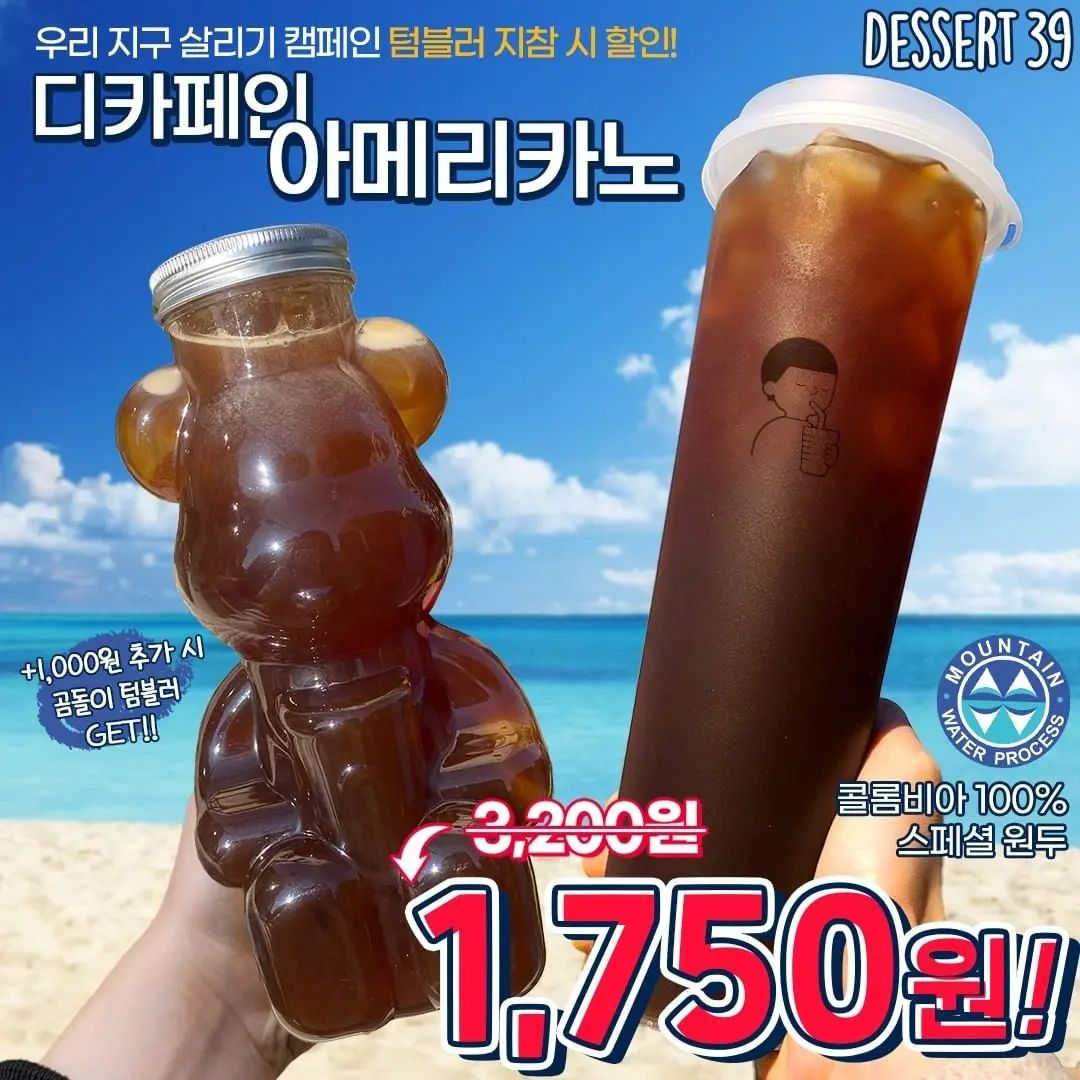 우리 지구 살리기 캠페인 텀블러 지참 시 할인!
DESSERT 39
디카페인
아메리카노
+1,000원 추가 시
곰돌이 텀블러
GET!!
MOUNTAIN
WATER PROCESS
콜롬비아 100%
스페셜 원두
3,200원
1,750원!